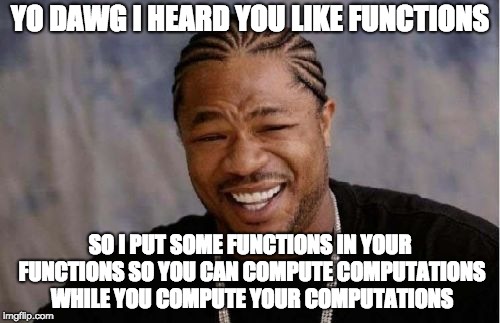 YO DAWG I HEARD YOU LIKE FUNCTIONS
SO I PUT SOME FUNCTIONS IN YOUR
FUNCTIONS SO YOU CAN COMPUTE COMPUTATIONS
WHILE YOU COMPUTE YOUR COMPUTATIONS
imgflip.com